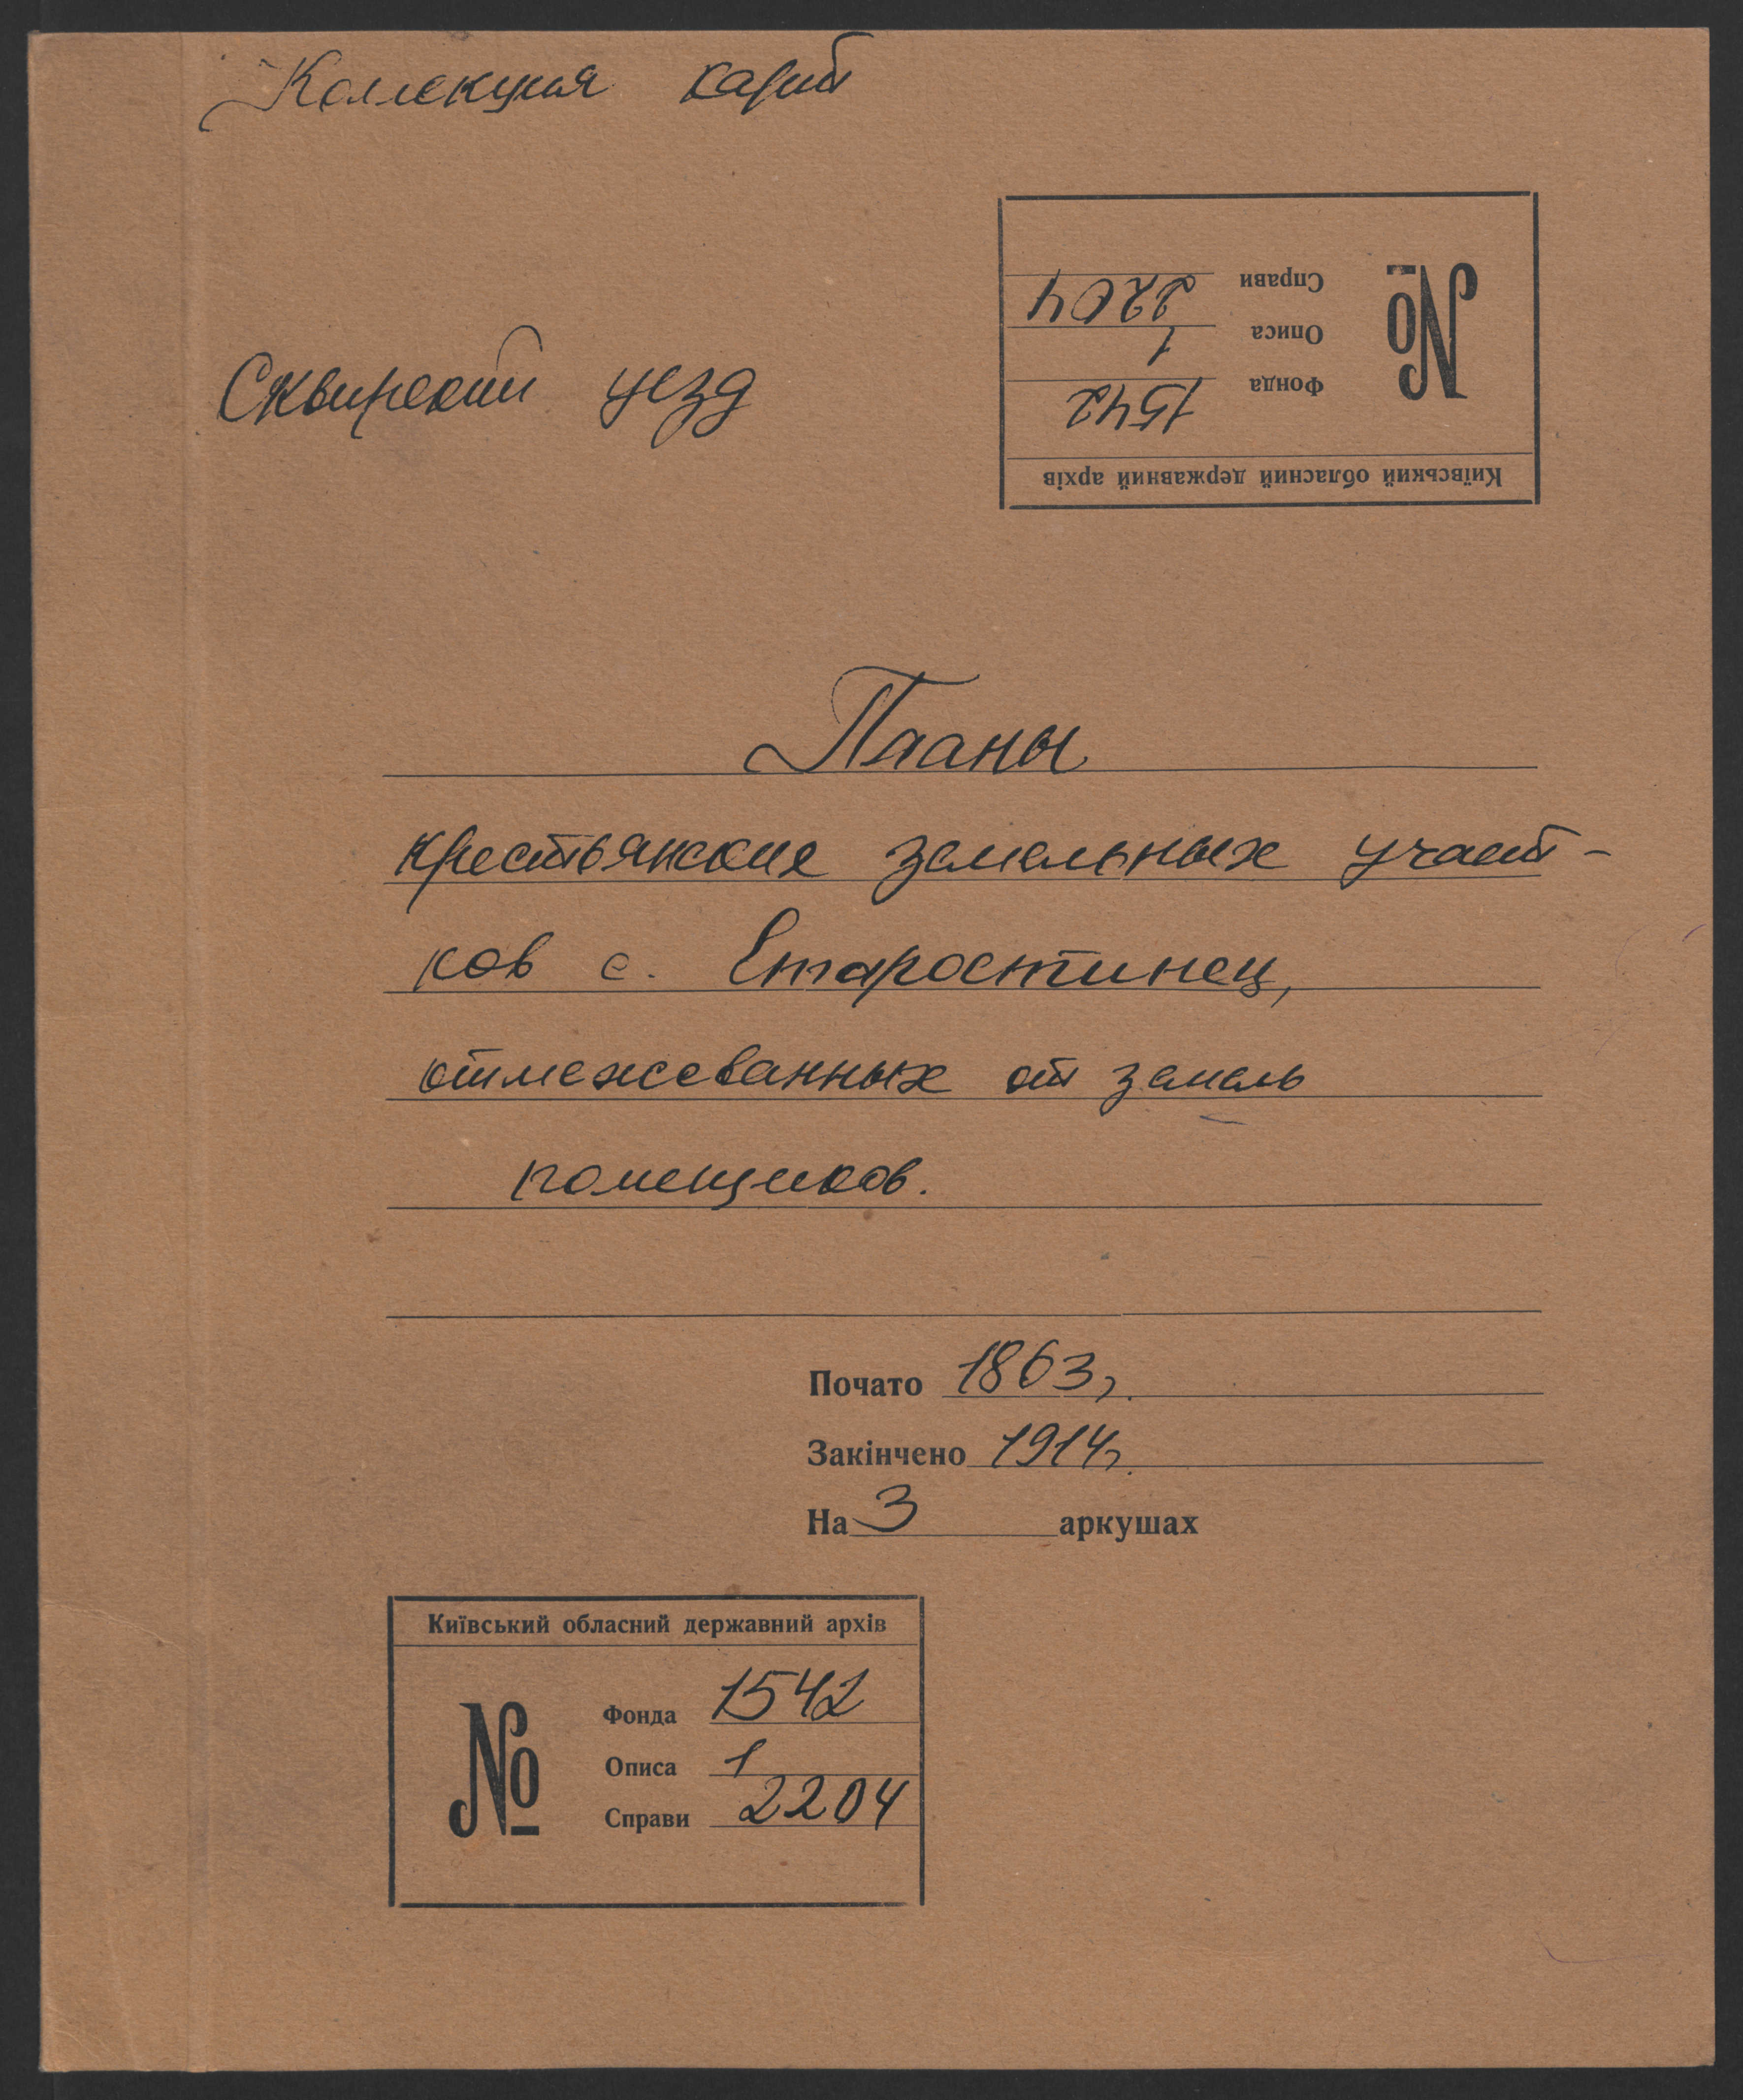 Коллекция карт
Справи 2204
Описа 1
Фонда 1542
№
Київський обласний державний архів
Сквирский уезд
Планы
крестьянских земельных участ-
ков с. Старостинец,
отмежеванных от земель
помещиков.
Почато 1863 г.
Закінчено 1914 г.
На 3 аркушах
Київський обласний державний архів
№
Фонда 1542
Описа 1
Справи 2204